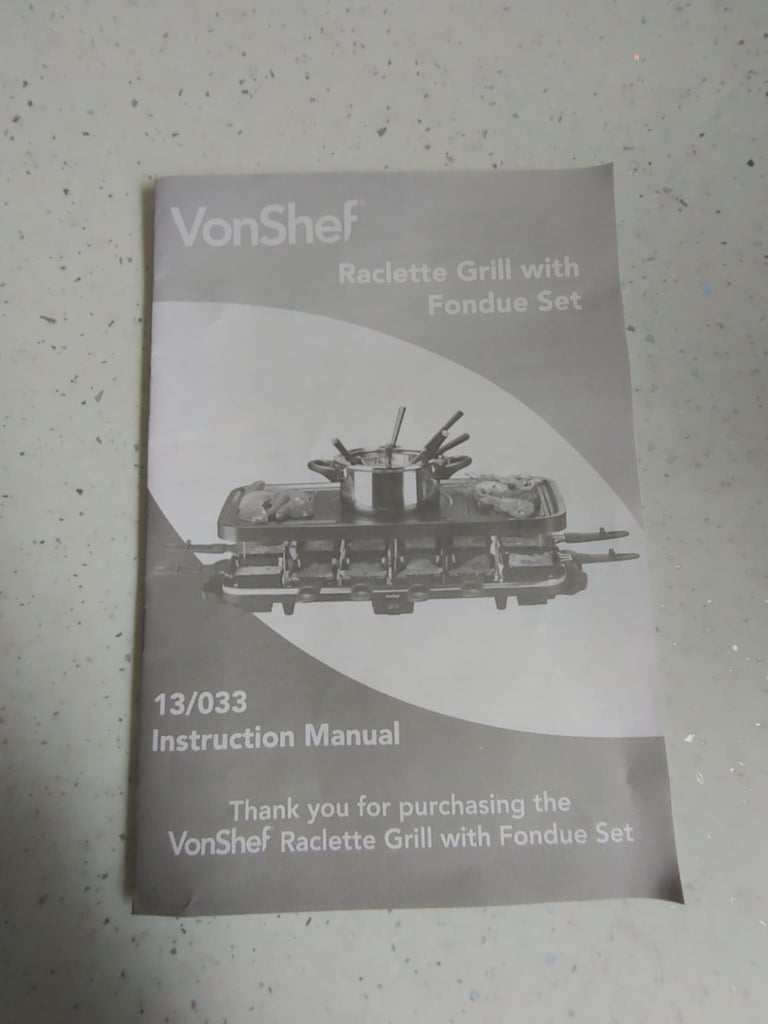 VonShef
Raclette Grill with
Fondue Set
13/033
Instruction Manual
Thank you for purchasing the
VonShef Raclette Grill with Fondue Set